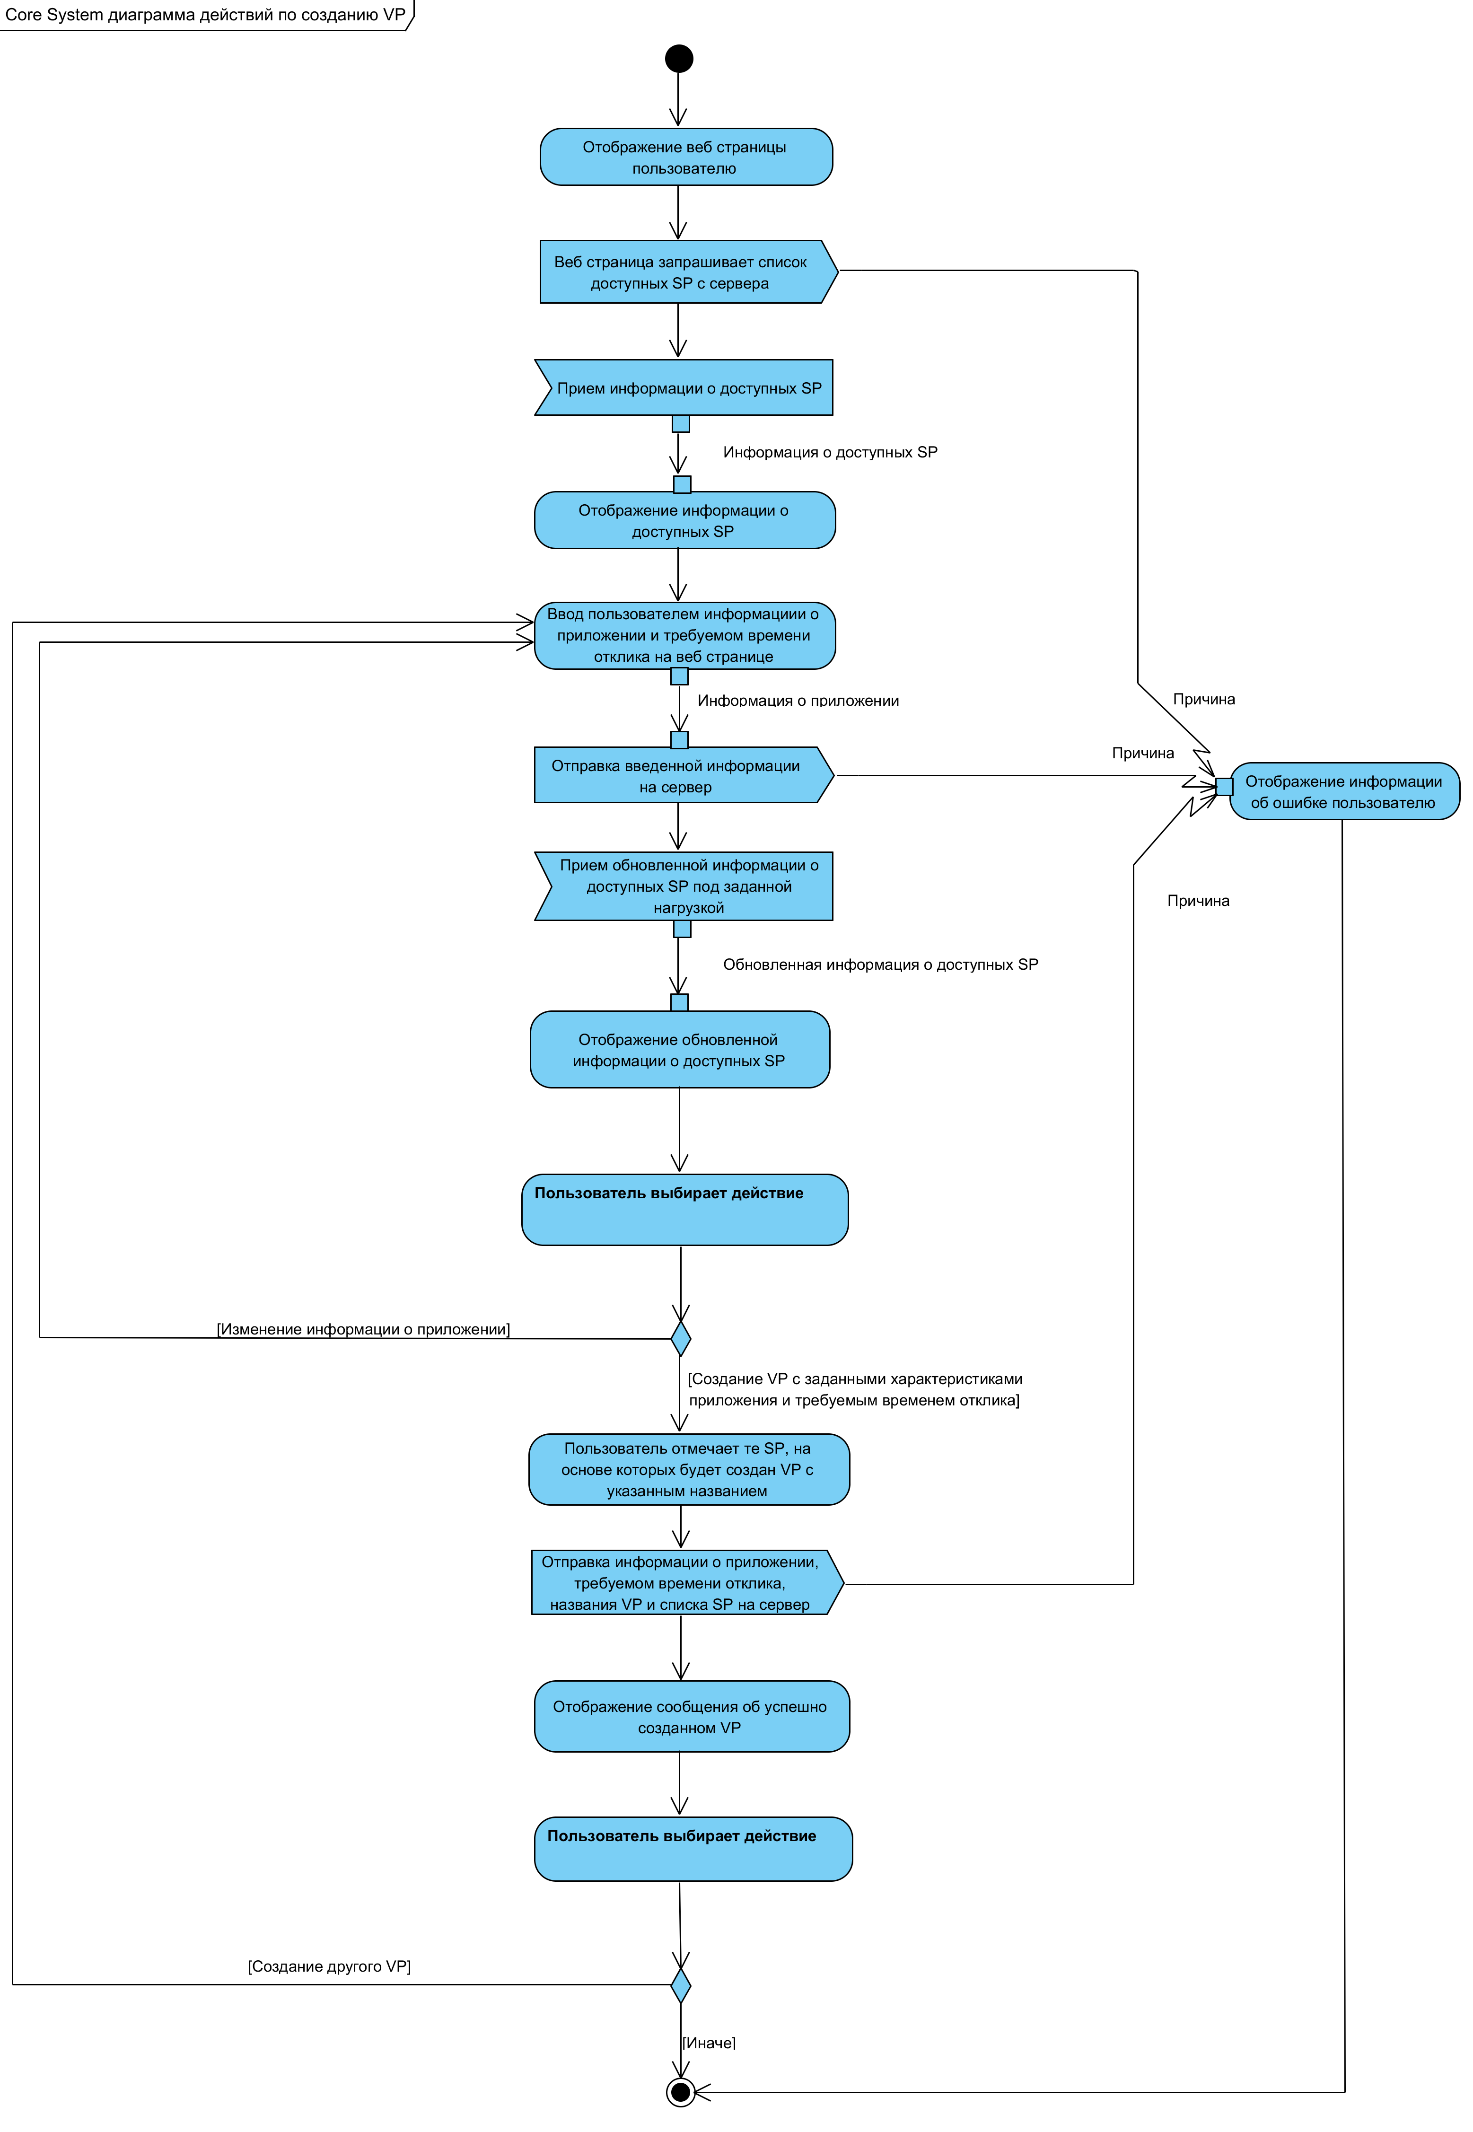 Core System диаграмма действий по созданию VP
Отображение веб страницы
пользователю
Веб страница запрашивает список
доступных SP с сервера
Прием информации о доступных SP
Информация о доступных SP
Отображение информации о
доступных SP
Ввод пользователем информациии о
приложении и требуемом времени
отклика на веб странице
Информация о приложении
Причина
Причина
Отправка введенной информации
на сервер
Отображение информации
об ошибке пользователю
Прием обновленной информации о
доступных SP под заданной
нагрузкой
Причина
Обновленная информация о доступных SP
Отображение обновленной
информации о доступных SP
Пользователь выбирает действие
[Изменение информации о приложении]
[Создание VP с заданными характеристиками
приложения и требуемым временем отклика]
Пользователь отмечает те SP, на
основе которых будет создан VP с
указанным названием
Отправка информации о приложении,
требуемом времени отклика,
названия VP и списка SP на сервер
Отображение сообщения об успешно
созданном VP
Пользователь выбирает действие
[Создание другого VP]
[Иначе]